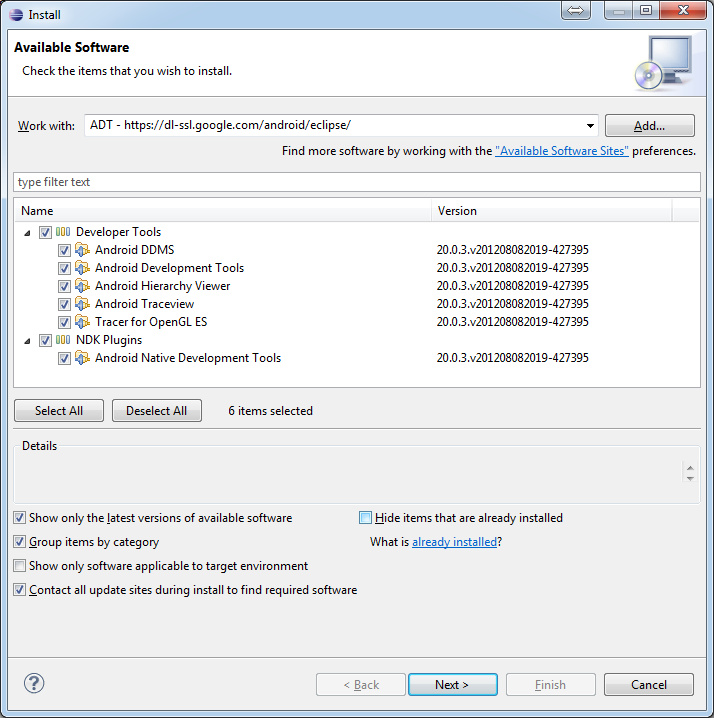 Install
Available Software
Check the items that you wish to install.
Work with: ADT - https://dl-ssl.google.com/android/eclipse/ Add...
Find more software by working with the "Available Software Sites" preferences.
type filter text
Name Version
Developer Tools
Android DDMS 20.0.3.v201208082019-427395
Android Development Tools 20.0.3.v201208082019-427395
Android Hierarchy Viewer 20.0.3.v201208082019-427395
Android Traceview 20.0.3.v201208082019-427395
Tracer for OpenGL ES 20.0.3.v201208082019-427395
NDK Plugins
Android Native Development Tools 20.0.3.v201208082019-427395
Select All Deselect All 6 items selected
Details
Show only the latest versions of available software Hide items that are already installed
Group items by category What is already installed?
Show only software applicable to target environment
Contact all update sites during install to find required software
? < Back Next > Finish Cancel